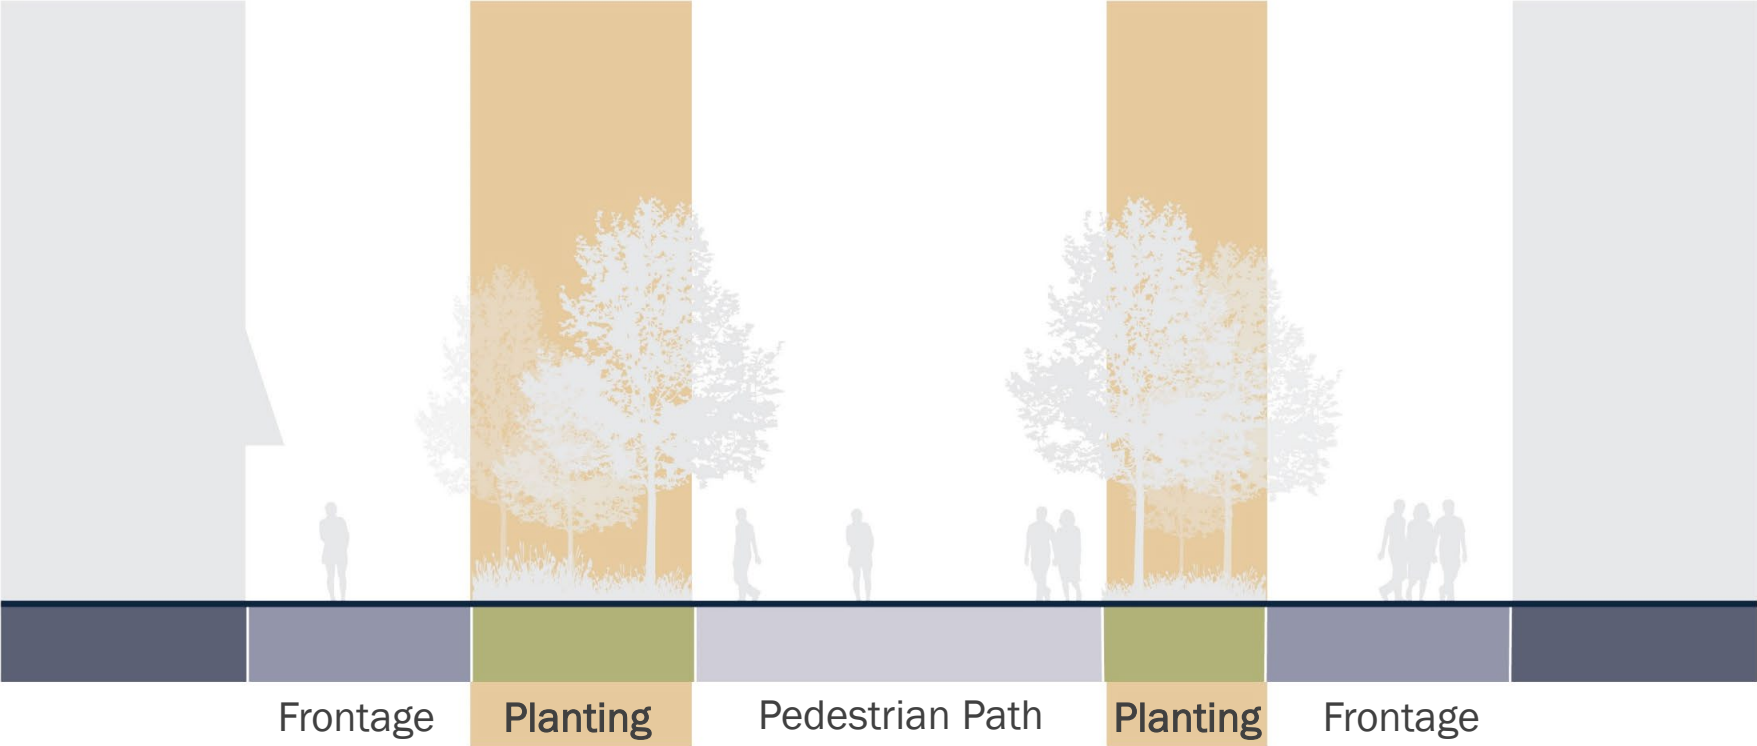 Frontage
Planting
Pedestrian Path
Planting
Frontage